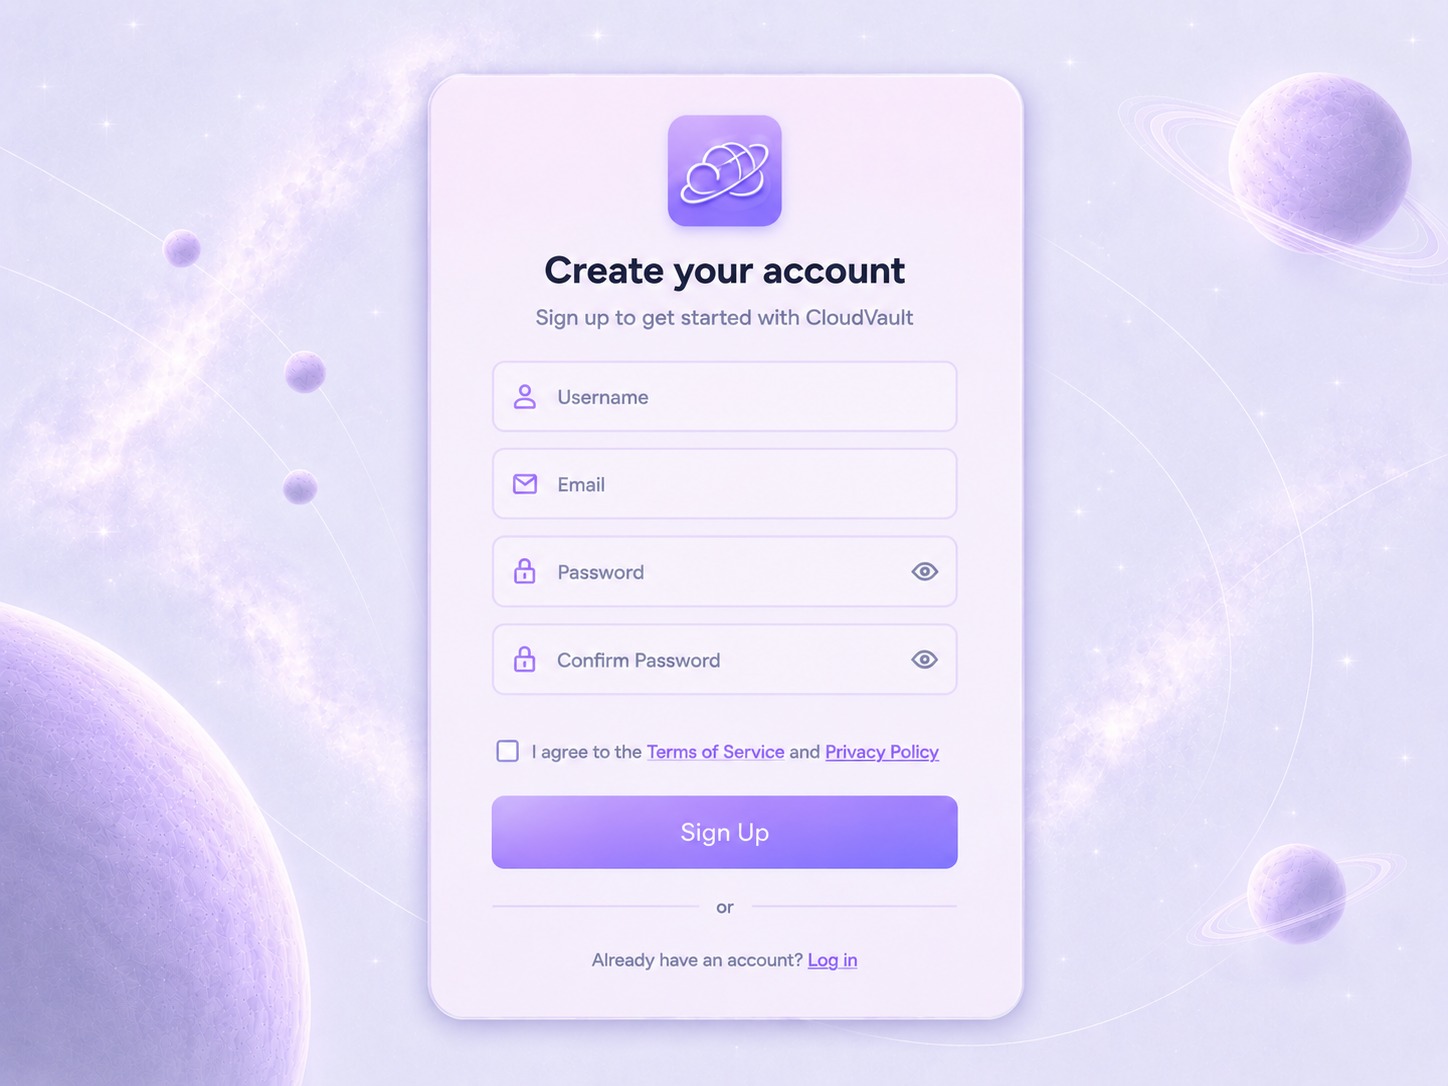 Create your account
Sign up to get started with CloudVault
Username
Email
Password
Confirm Password
I agree to the Terms of Service and Privacy Policy
Sign Up
or
Already have an account? Log in